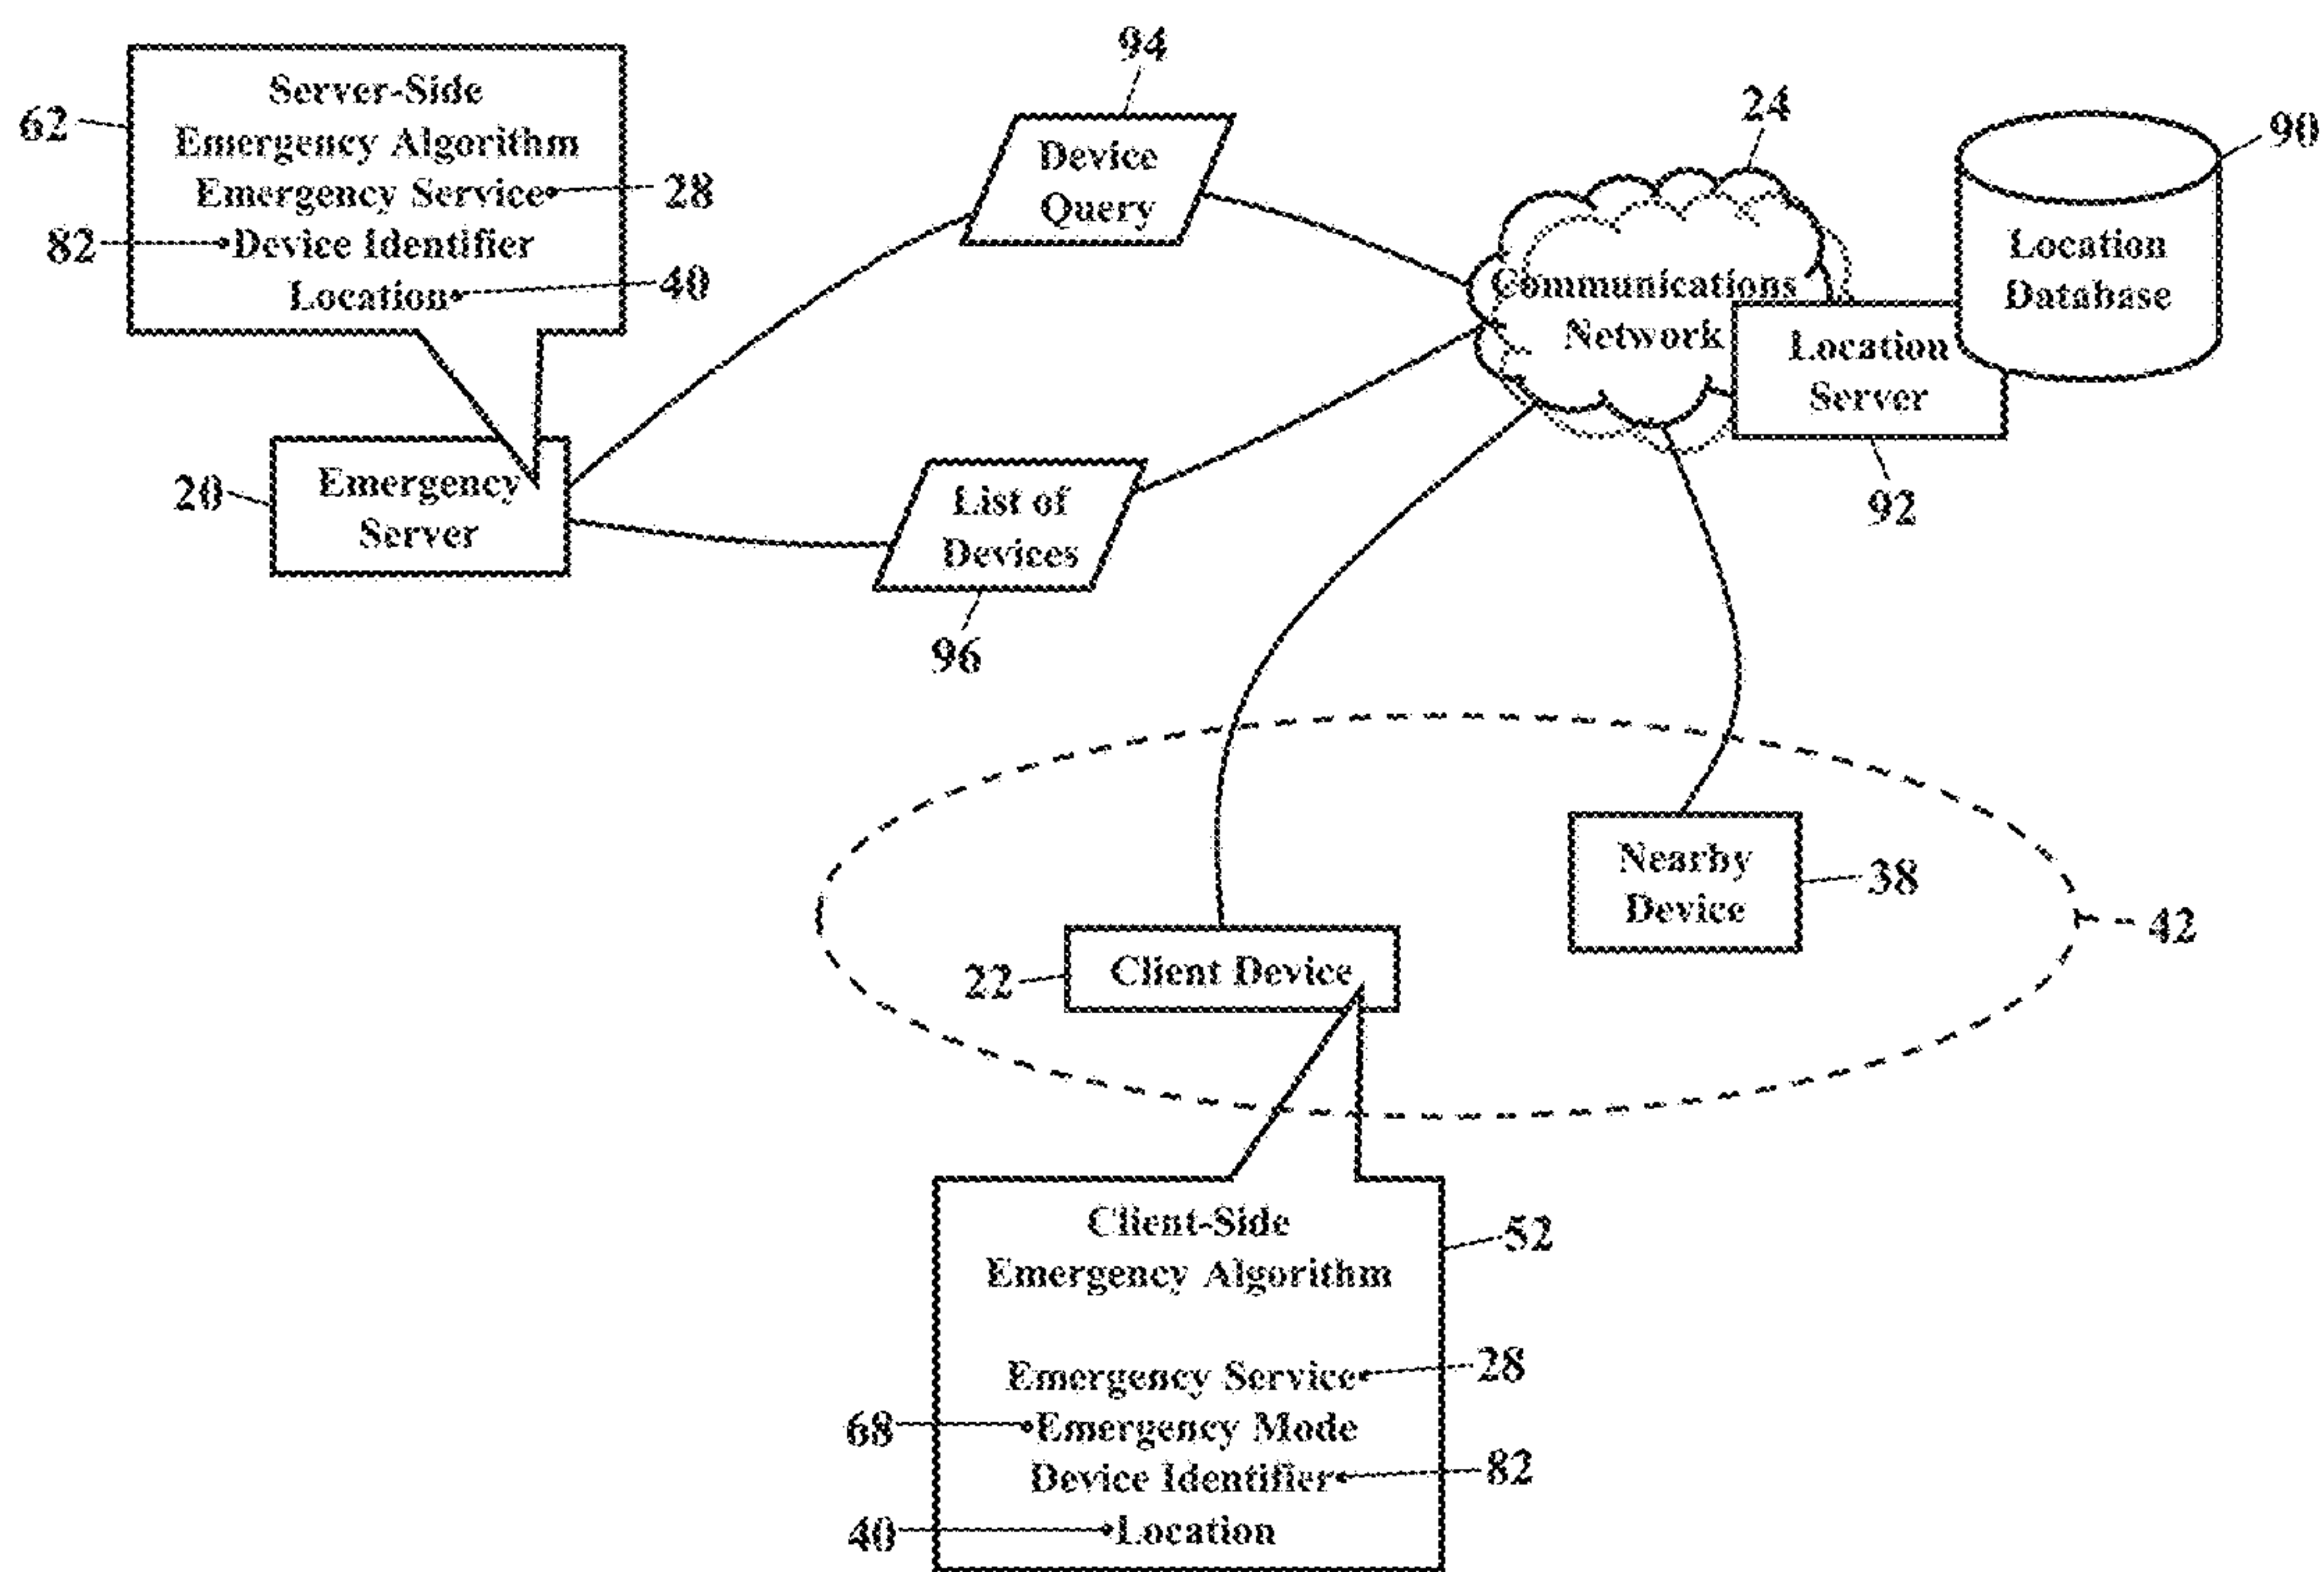 94
24
90
62
Server-Side
Emergency Algorithm
Emergency Service
28
82
Device Identifier
Location
40
Device
Query
Communications
Network
Location
Server
92
Location
Database
20
Emergency
Server
List of
Devices
96
Nearby
Device
38
42
22
Client Device
Client-Side
Emergency Algorithm
52
Emergency Service
28
68
Emergency Mode
Device Identifier
82
40
Location